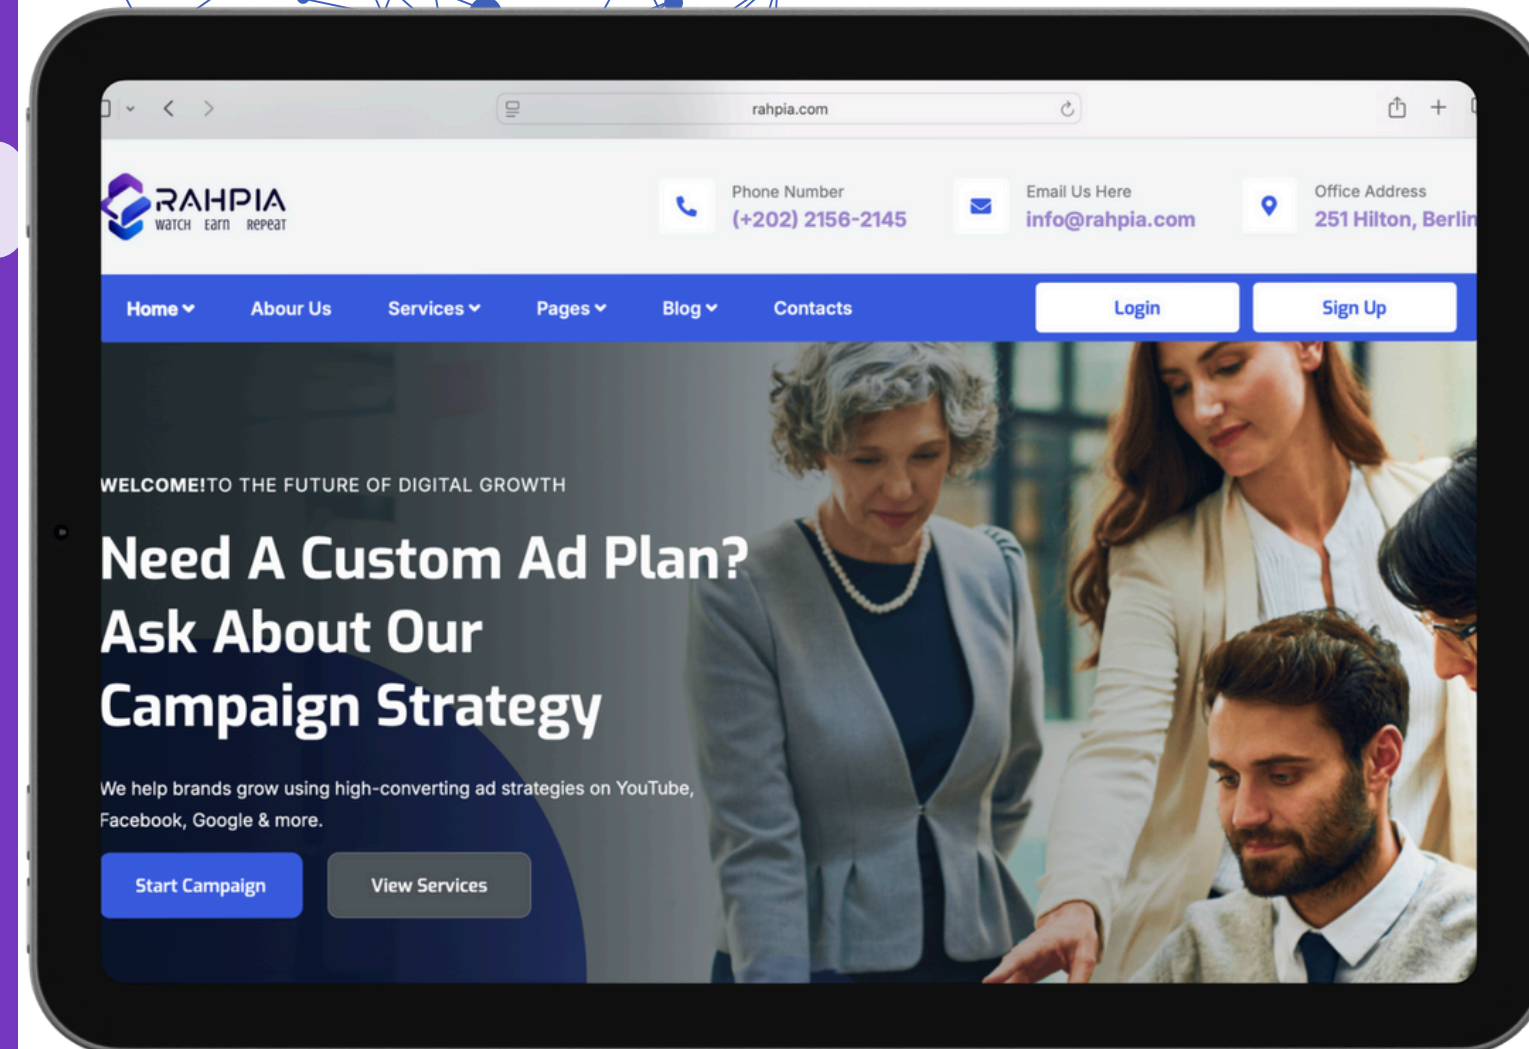 rahpia.com
RAHPIA
WATCH EARN REPEAT
Phone Number
(+202) 2156-2145
Email Us Here
info@rahpia.com
Office Address
251 Hilton, Berlin
Home
Abour Us
Services
Pages
Blog
Contacts
Login
Sign Up
WELCOME!TO THE FUTURE OF DIGITAL GROWTH
Need A Custom Ad Plan?
Ask About Our
Campaign Strategy
We help brands grow using high-converting ad strategies on YouTube,
Facebook, Google & more.
Start Campaign
View Services